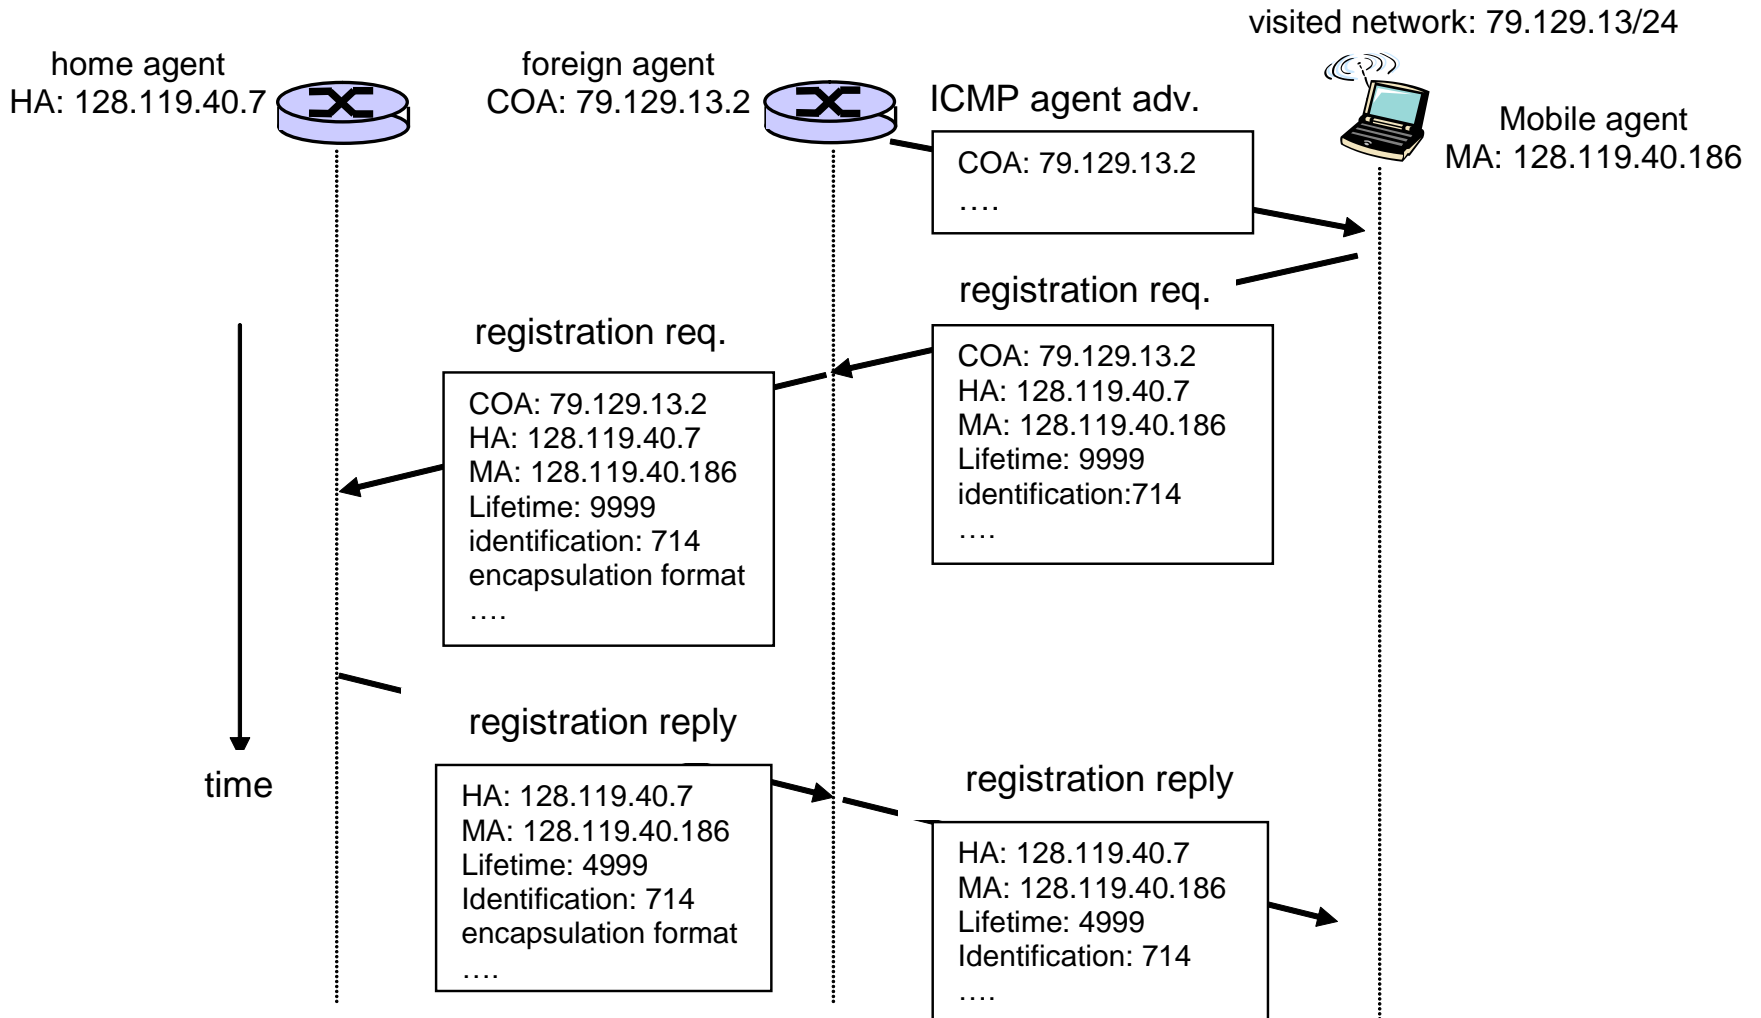 visited network: 79.129.13/24
home agent
HA: 128.119.40.7
foreign agent
COA: 79.129.13.2
ICMP agent adv.
COA: 79.129.13.2
….
Mobile agent
MA: 128.119.40.186
registration req.
COA: 79.129.13.2
HA: 128.119.40.7
MA: 128.119.40.186
Lifetime: 9999
identification:714
….
registration req.
COA: 79.129.13.2
HA: 128.119.40.7
MA: 128.119.40.186
Lifetime: 9999
identification: 714
encapsulation format
….
time
registration reply
HA: 128.119.40.7
MA: 128.119.40.186
Lifetime: 4999
Identification: 714
encapsulation format
….
registration reply
HA: 128.119.40.7
MA: 128.119.40.186
Lifetime: 4999
Identification: 714
….